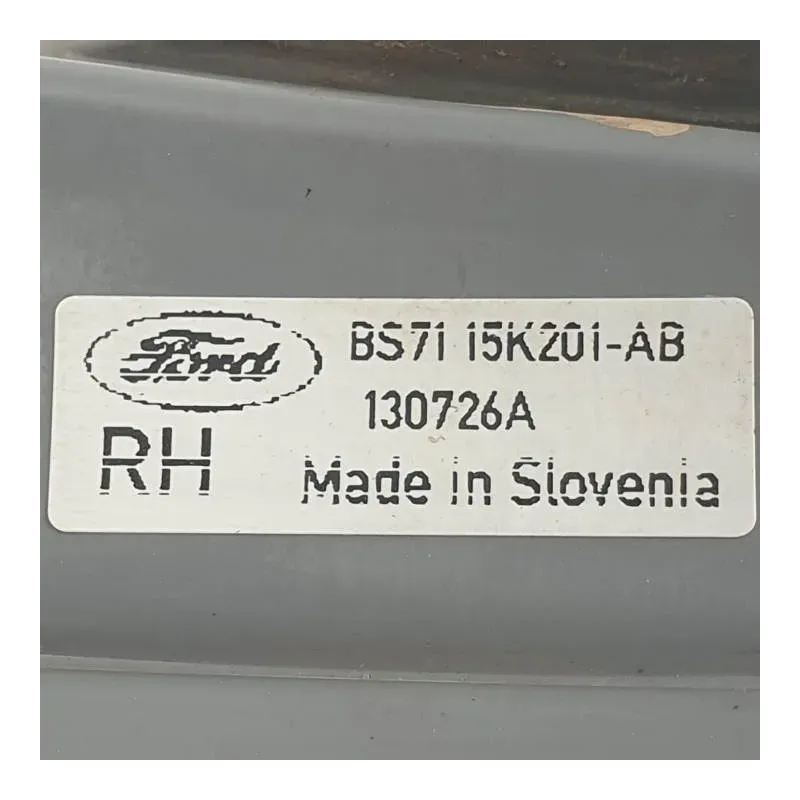 Ford
BS71 15K201-AB
130726A
RH
Made in Slovenia